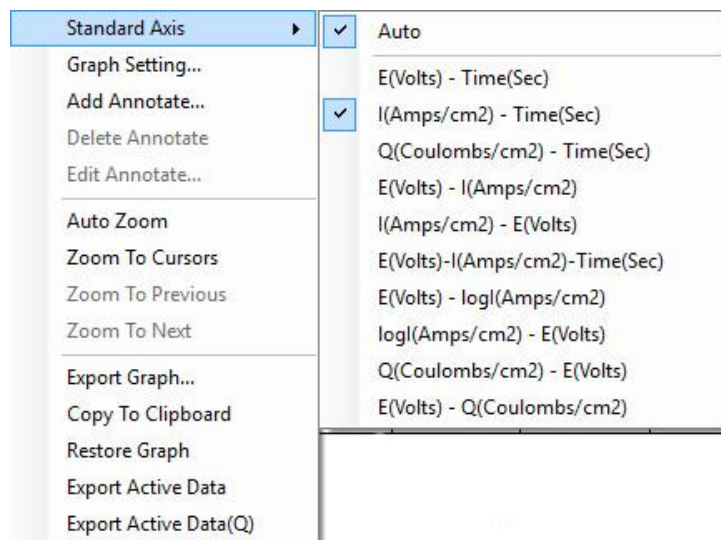 Standard Axis
Graph Setting...
Add Annotate...
Delete Annotate
Edit Annotate...
Auto Zoom
Zoom To Cursors
Zoom To Previous
Zoom To Next
Export Graph...
Copy To Clipboard
Restore Graph
Export Active Data
Export Active Data(Q)
Auto
E(Volts) - Time(Sec)
I(Amps/cm2) - Time(Sec)
Q(Coulombs/cm2) - Time(Sec)
E(Volts) - I(Amps/cm2)
I(Amps/cm2) - E(Volts)
E(Volts)-I(Amps/cm2)-Time(Sec)
E(Volts) - logI(Amps/cm2)
logI(Amps/cm2) - E(Volts)
Q(Coulombs/cm2) - E(Volts)
E(Volts) - Q(Coulombs/cm2)